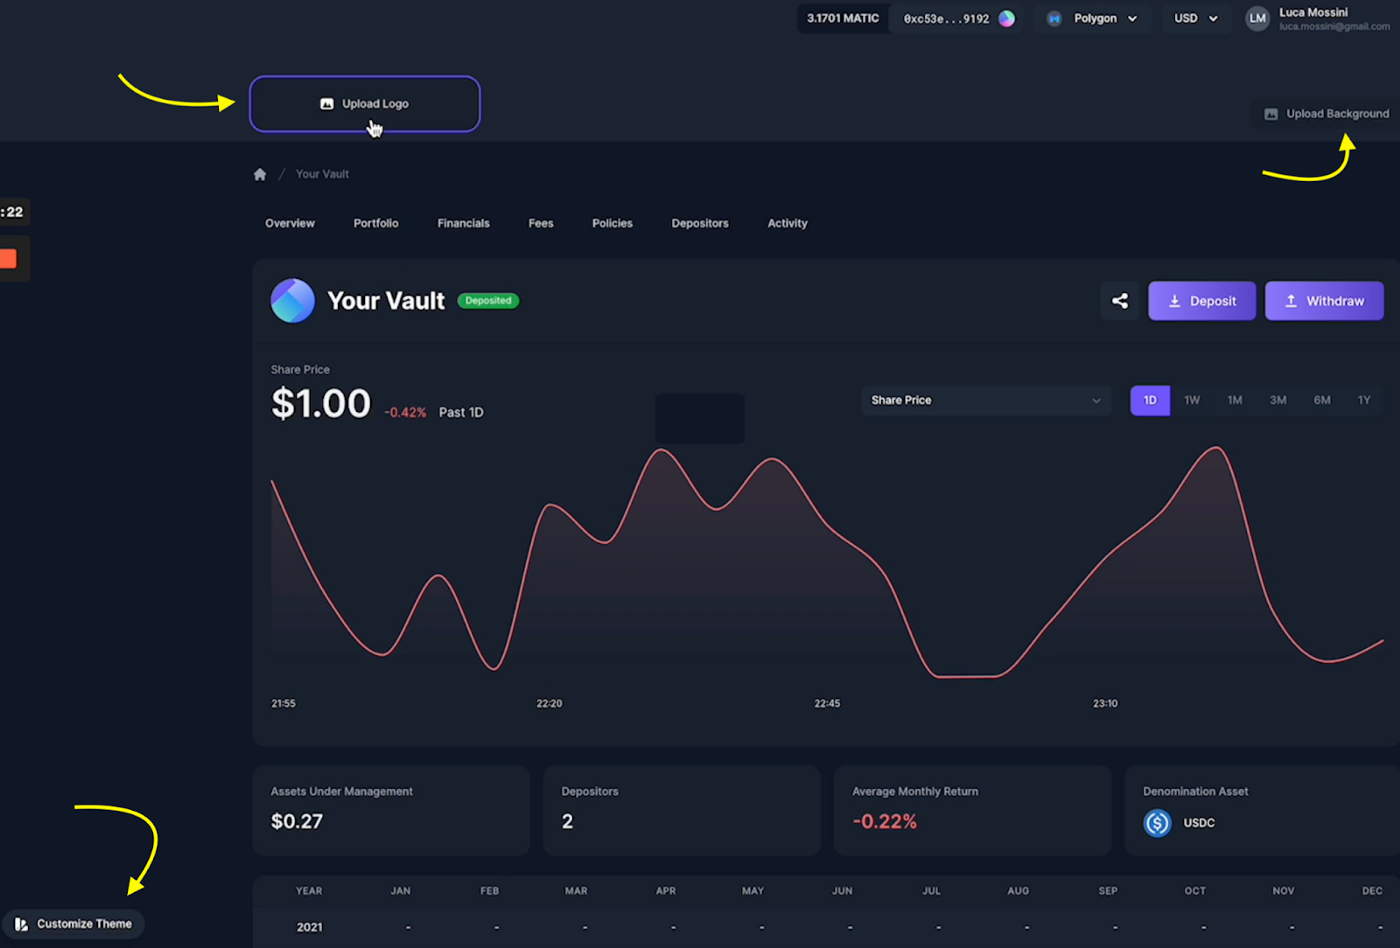 3.1701 MATIC
0xc53e...9192
Polygon
USD
LM
Luca Mossini
luca.mossini@gmail.com
Upload Logo
Upload Background
/ Your Vault
:22
Overview Portfolio Financials Fees Policies Depositors Activity
Your Vault
Deposited
Deposit
Withdraw
Share Price
$1.00 -0.42% Past 1D
Share Price
1D 1W 1M 3M 6M 1Y
21:55 22:20 22:45 23:10
Assets Under Management
$0.27
Depositors
2
Average Monthly Return
-0.22%
Denomination Asset
USDC
YEAR JAN FEB MAR APR MAY JUN JUL AUG SEP OCT NOV DEC
2021 - - - - - - - - - - - -
Customize Theme